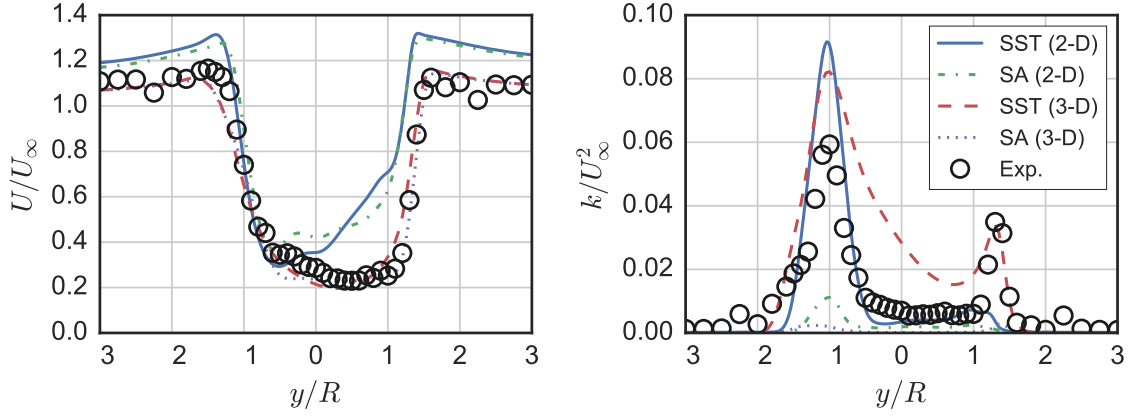 1.4
1.2
1.0
0.8
0.6
0.4
0.2
0.0
U/U∞
3 2 1 0 1 2 3
y/R
0.10
0.08
0.06
0.04
0.02
0.00
k/U²∞
3 2 1 0 1 2 3
y/R
SST (2-D)
SA (2-D)
SST (3-D)
SA (3-D)
Exp.